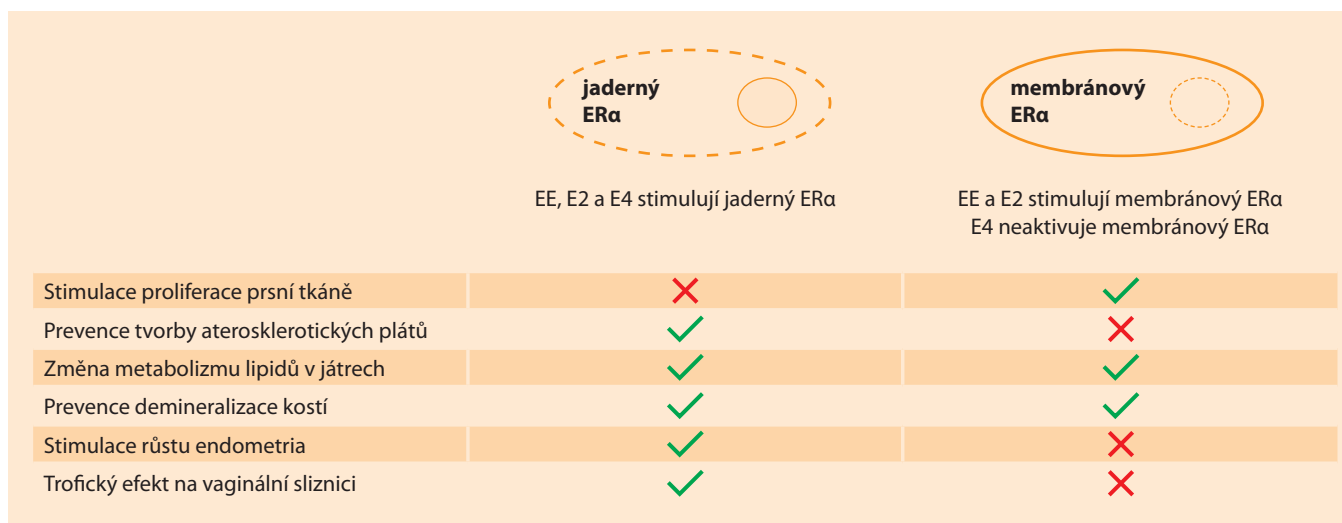 jaderný
ERα
membránový
ERα
EE, E2 a E4 stimulují jaderný ERα
EE a E2 stimulují membránový ERα
E4 neaktivuje membránový ERα
Stimulace proliferace prsní tkáně
Prevence tvorby aterosklerotických plátů
Změna metabolizmu lipidů v játrech
Prevence demineralizace kostí
Stimulace růstu endometria
Trofický efekt na vaginální sliznici